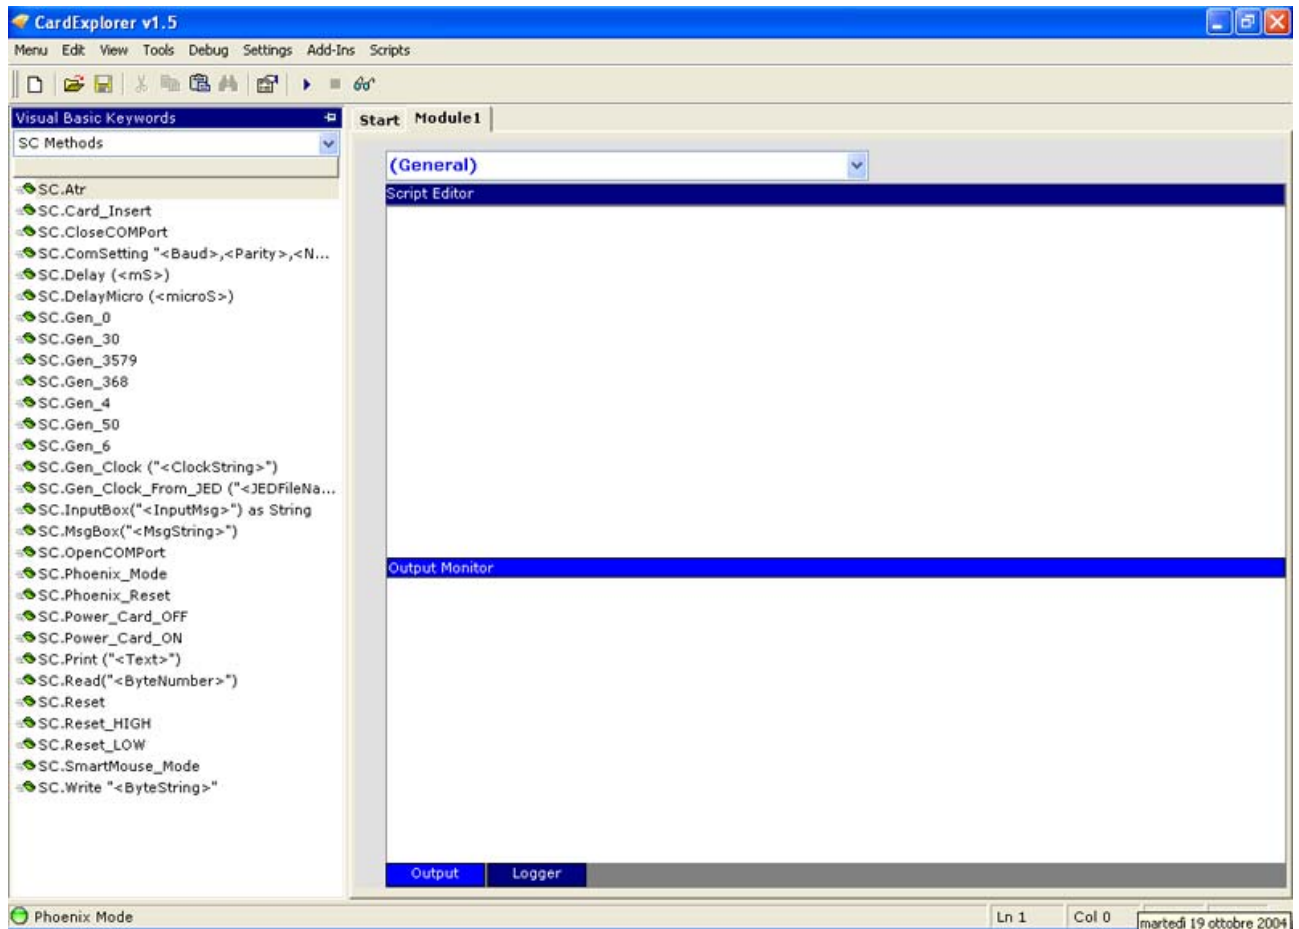 CardExplorer v1.5
Menu Edit View Tools Debug Settings Add-Ins Scripts
Visual Basic Keywords
SC Methods
SC.Atr
SC.Card_Insert
SC.CloseCOMPort
SC.ComSetting "<Baud>,<Parity>,<N...
SC.Delay (<mS>)
SC.DelayMicro (<microS>)
SC.Gen_0
SC.Gen_30
SC.Gen_3579
SC.Gen_368
SC.Gen_4
SC.Gen_50
SC.Gen_6
SC.Gen_Clock ("<ClockString>")
SC.Gen_Clock_From_JED ("<JEDFileNa...
SC.InputBox("<InputMsg>") as String
SC.MsgBox("<MsgString>")
SC.OpenCOMPort
SC.Phoenix_Mode
SC.Phoenix_Reset
SC.Power_Card_OFF
SC.Power_Card_ON
SC.Print ("<Text>")
SC.Read("<ByteNumber>")
SC.Reset
SC.Reset_HIGH
SC.Reset_LOW
SC.SmartMouse_Mode
SC.Write "<ByteString>"
Start Module1
(General)
Script Editor
Output Monitor
Output Logger
Phoenix Mode
Ln 1 Col 0
martedì 19 ottobre 2004